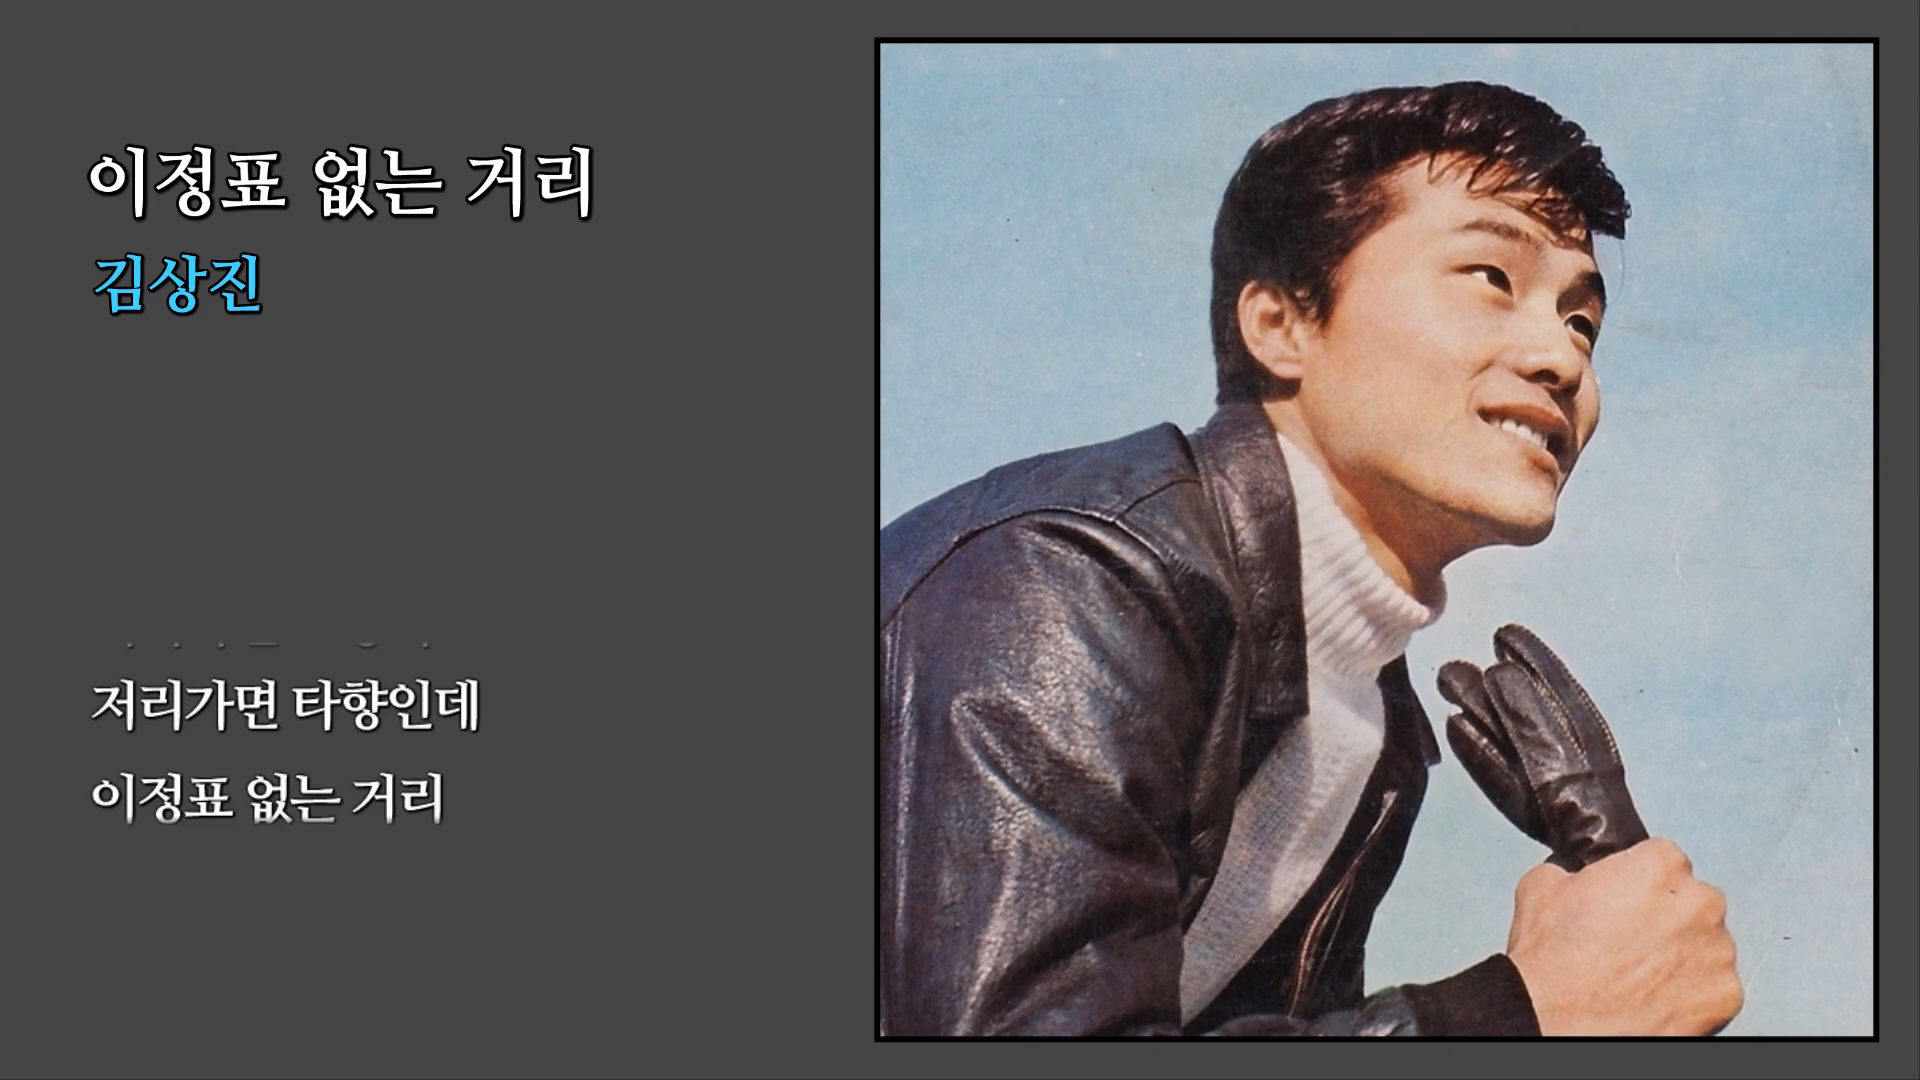 이정표 없는 거리
김상진
저리가면 타향인데
이정표 없는 거리